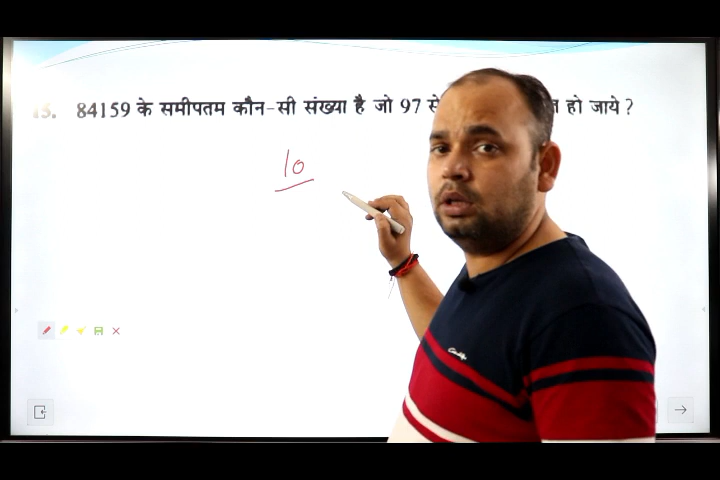 15. 84159 के समीपतम कौन-सी संख्या है जो 97 से हो जाये ?
10